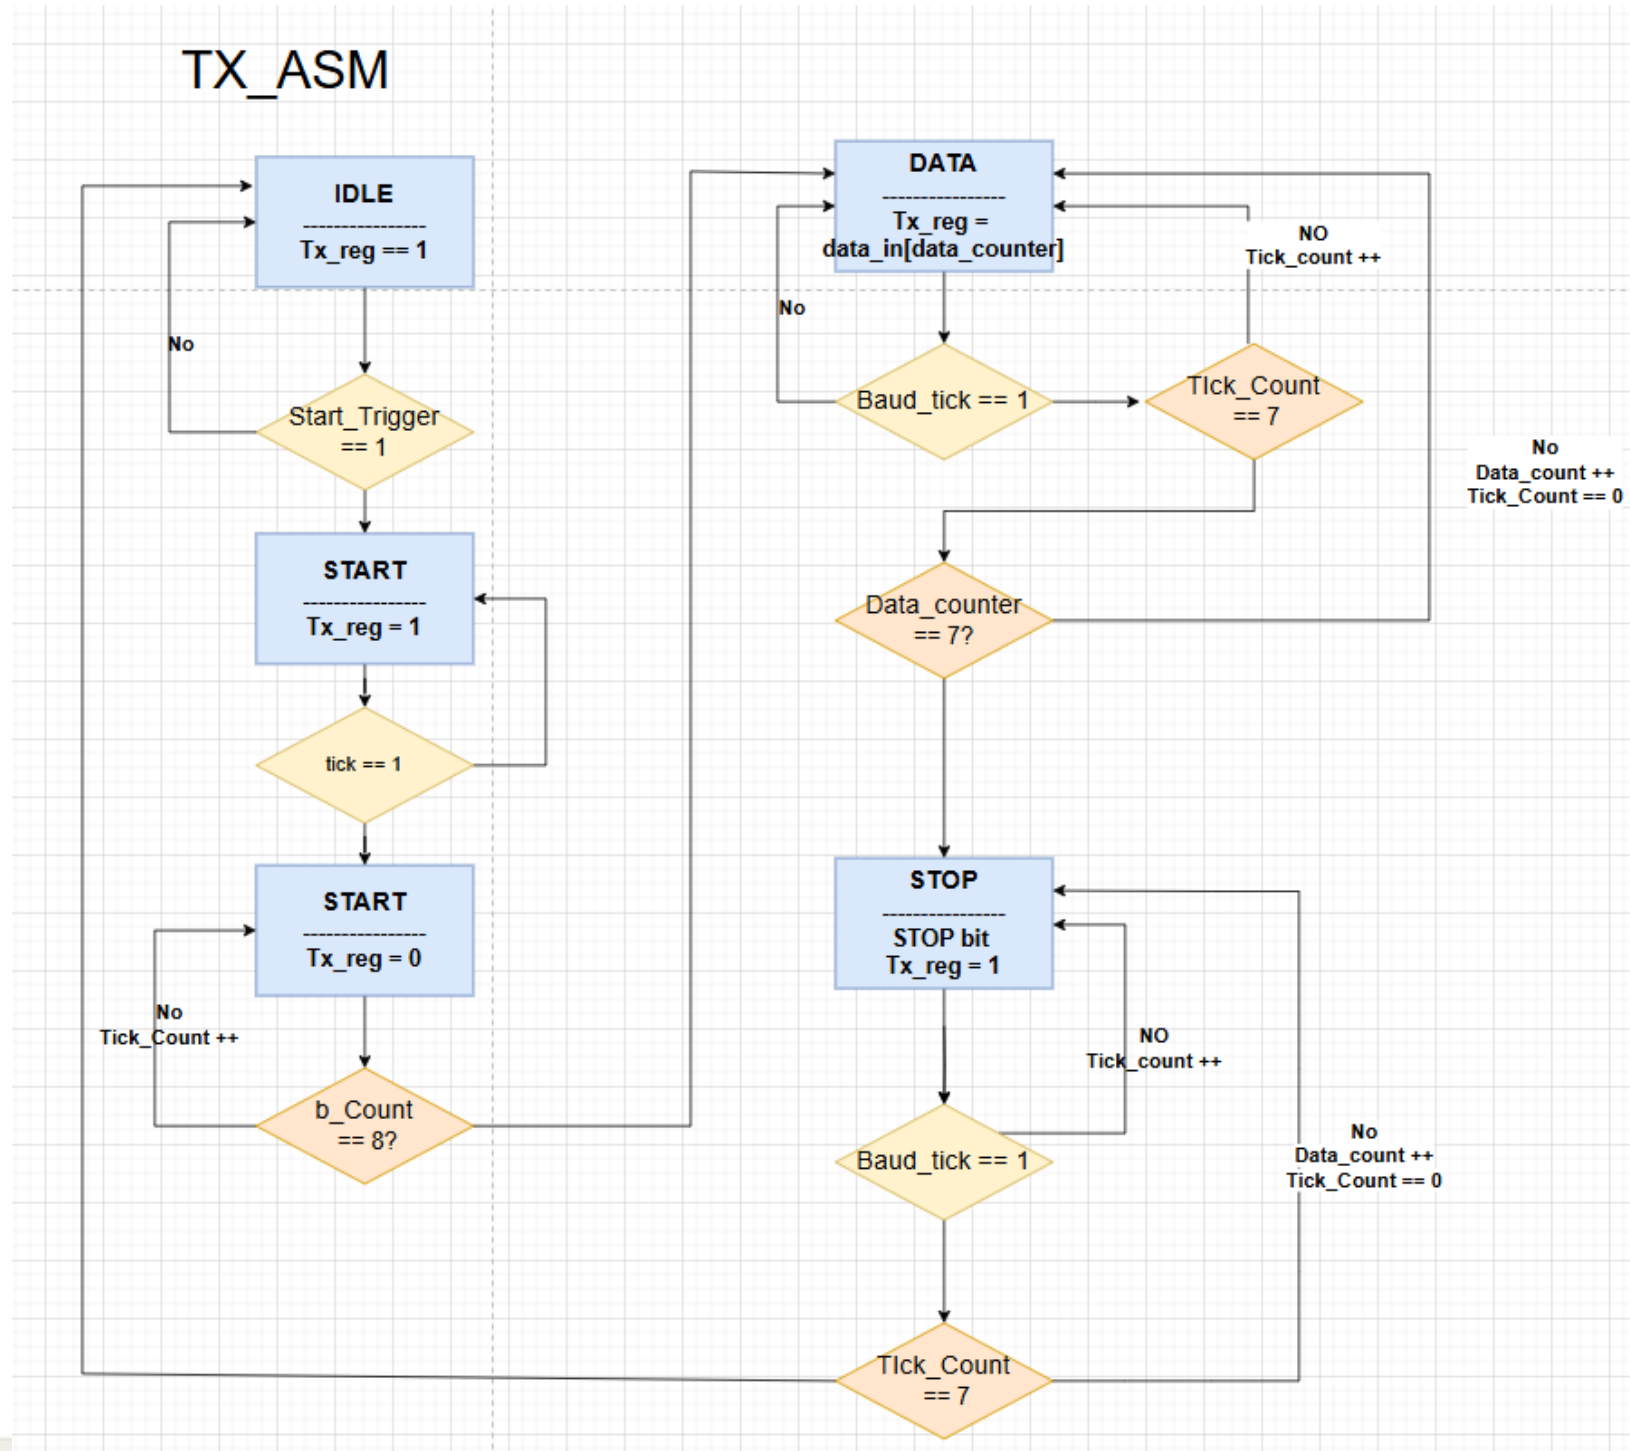 TX_ASM
IDLE
----------------
Tx_reg == 1
No
Start_Trigger
== 1
START
----------------
Tx_reg = 1
tick == 1
START
----------------
Tx_reg = 0
No
Tick_Count ++
b_Count
== 8?
DATA
----------------
Tx_reg =
data_in[data_counter]
No
Baud_tick == 1
NO
Tick_count ++
TIck_Count
== 7
No
Data_count ++
Tick_Count == 0
Data_counter
== 7?
STOP
----------------
STOP bit
Tx_reg = 1
NO
Tick_count ++
Baud_tick == 1
No
Data_count ++
Tick_Count == 0
TIck_Count
== 7